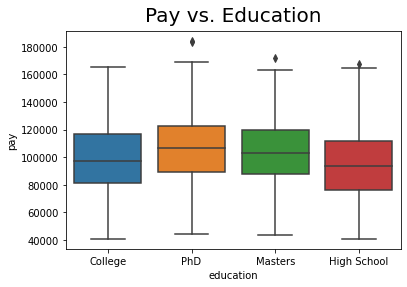 Pay vs. Education
180000
160000
140000
120000
100000
80000
60000
40000
pay
College PhD Masters High School
education